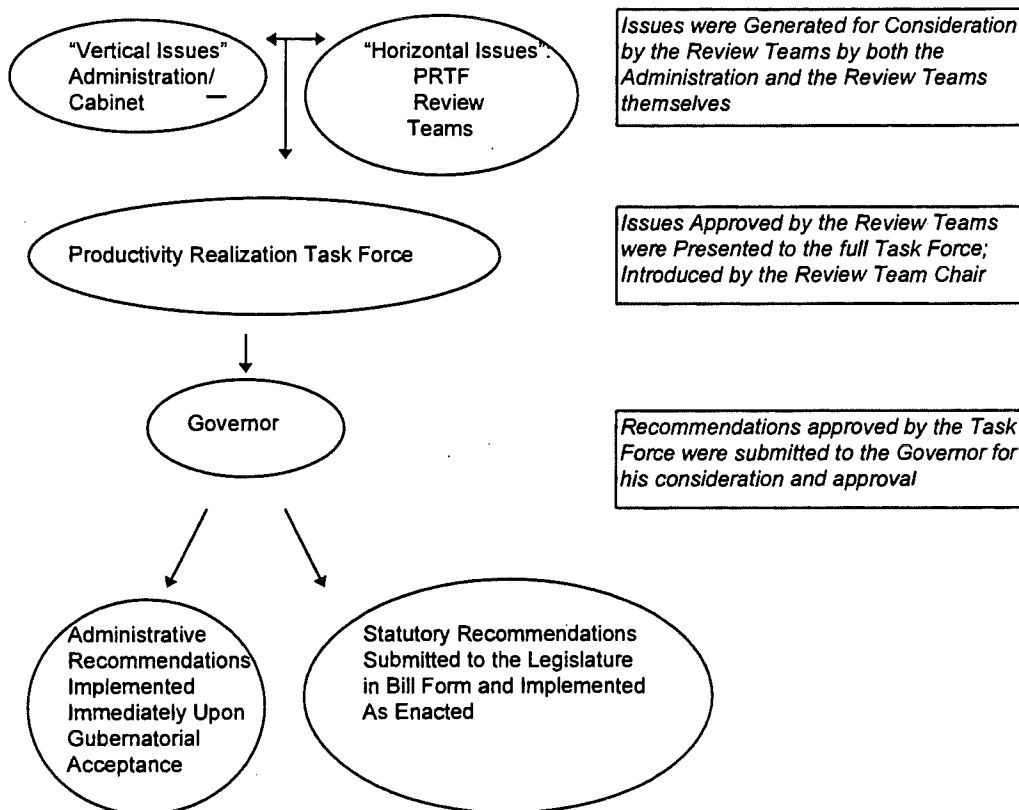 “Vertical Issues”
Administration/
Cabinet
“Horizontal Issues”:
PRTF
Review
Teams
Issues were Generated for Consideration
by the Review Teams by both the
Administration and the Review Teams
themselves
Productivity Realization Task Force
Issues Approved by the Review Teams
were Presented to the full Task Force;
Introduced by the Review Team Chair
Governor
Recommendations approved by the Task
Force were submitted to the Governor for
his consideration and approval
Administrative
Recommendations
Implemented
Immediately Upon
Gubernatorial
Acceptance
Statutory Recommendations
Submitted to the Legislature
in Bill Form and Implemented
As Enacted